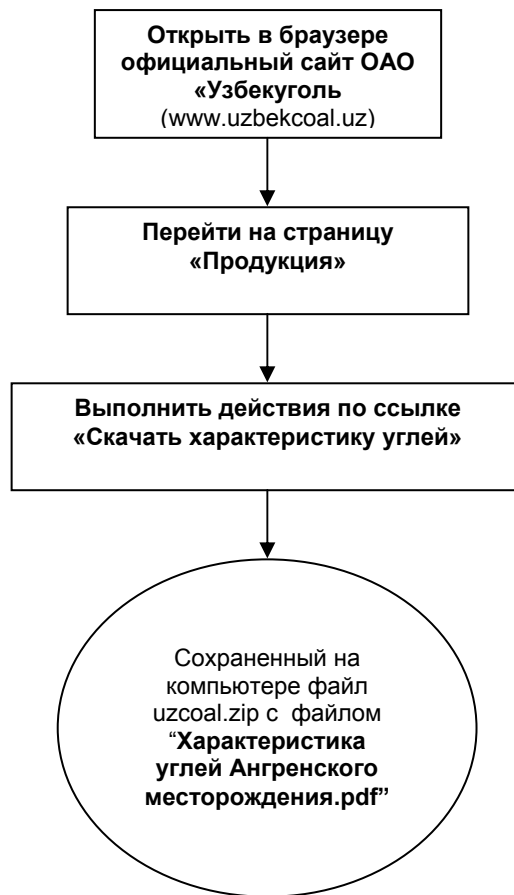 Открыть в браузере
официальный сайт ОАО
«Узбекуголь
(www.uzbekcoal.uz)
Перейти на страницу
«Продукция»
Выполнить действия по ссылке
«Скачать характеристику углей»
Сохраненный на
компьютере файл
uzcoal.zip с файлом
“Характеристика
углей Ангренского
месторождения.pdf”